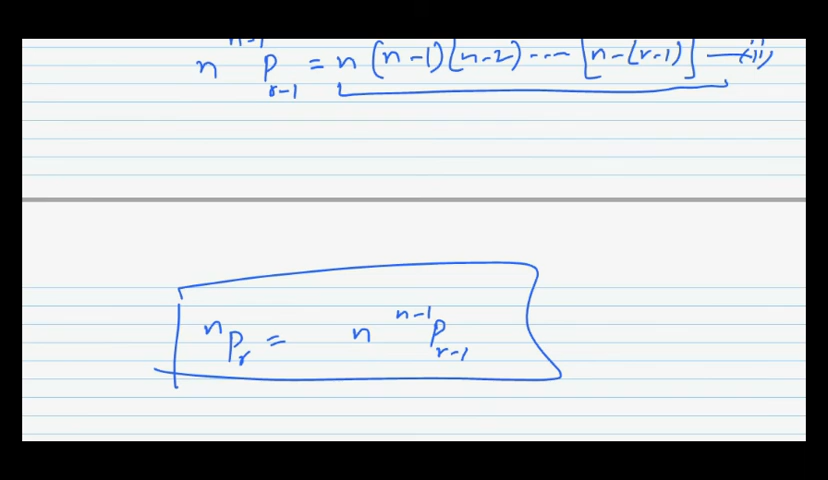 n ⁿ⁻¹P_{r-1} = n (n-1)(n-2)---- [n-(r-1)] —(ii)
ⁿP_r = n ⁿ⁻¹P_{r-1}